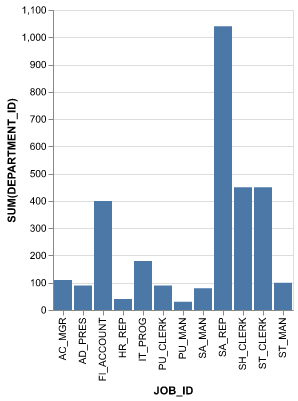 1,100
1,000
900
800
700
600
500
400
300
200
100
0
SUM(DEPARTMENT_ID)
AC_MGR
AD_PRES
FI_ACCOUNT
HR_REP
IT_PROG
PU_CLERK
PU_MAN
SA_MAN
SA_REP
SH_CLERK
ST_CLERK
ST_MAN
JOB_ID